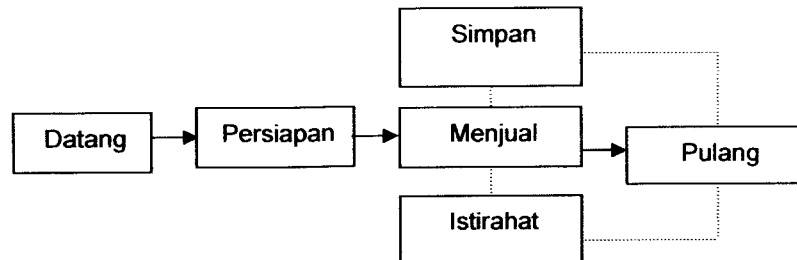 Simpan
Datang
Persiapan
Menjual
Pulang
Istirahat